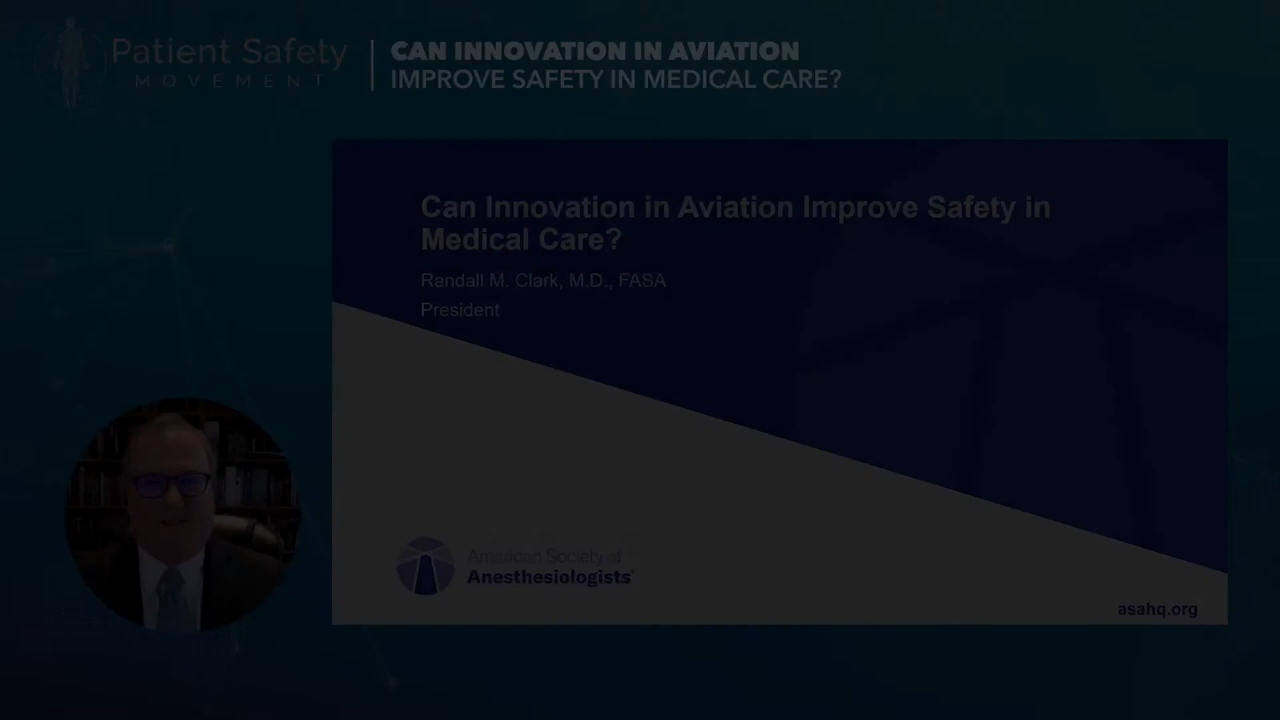 Patient Safety
MOVEMENT
CAN INNOVATION IN AVIATION
IMPROVE SAFETY IN MEDICAL CARE?
Can Innovation in Aviation Improve Safety in
Medical Care?
Randall M. Clark, M.D., FASA
President
American Society of
Anesthesiologists
asahq.org